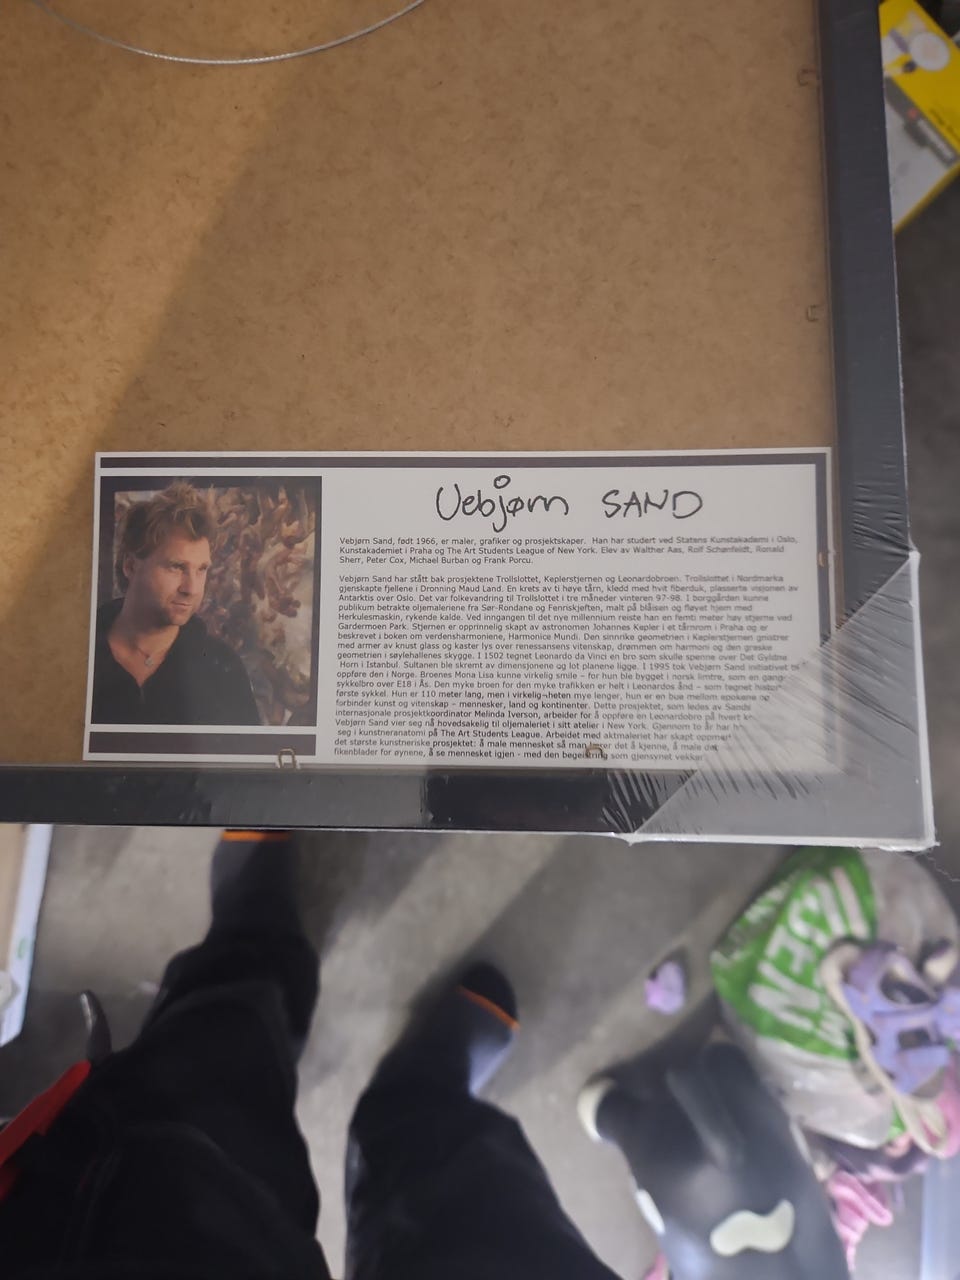 Vebjørn SAND
Vebjørn Sand, født 1966, er maler, grafiker og prosjektskaper. Han har studert ved Statens Kunstakademi i Oslo,
Kunstakademiet i Praha og The Art Students League of New York. Elev av Walther Aas, Rolf Schønfeldt, Ronald
Sherr, Peter Cox, Michael Burban og Frank Porcu.
Vebjørn Sand har stått bak prosjektene Trollslottet, Keplerstjernen og Leonardobroen. Trollslottet i Nordmarka
gjenskapte fjellene i Dronning Maud Land. En krets av ti høye tårn, kledd med hvit fiberduk, plasserte visjonen av
Antarktis over Oslo. Det var folkevandring til Trollslottet i tre måneder vinteren 97-98. I borggården kunne
publikum betrakte oljemaleriene fra Sør-Rondane og Fenriskjeften, malt på blåisen og fløyet hjem med
Herkulesmaskin, rykende kalde. Ved inngangen til det nye millennium reiste han en femti meter høy stjerne ved
Gardermoen Park. Stjernen er opprinnelig skapt av astronomen Johannes Kepler i et tårnrom i Praha og er
beskrevet i boken om verdensharmoniene, Harmonice Mundi. Den sinnrike geometrien i Keplerstjernen gnistrer
med armer av knust glass og kaster lys over renessansens vitenskap, drømmen om harmoni og den greske
geometrien i søylehallenes skygge. I 1502 tegnet Leonardo da Vinci en bro som skulle spenne over Det Gyldne
Horn i Istanbul. Sultanen ble skremt av dimensjonene og lot planene ligge. I 1995 tok Vebjørn Sand initiativet til
oppføre den i Norge. Broenes Mona Lisa kunne virkelig smile – for hun ble bygget i norsk limtre, som en gang-
sykkelbro over E18 i Ås. Den myke broen for den myke trafikken er helt i Leonardos ånd – som tegnet
første sykkel. Hun er 110 meter lang, men i virkeligheten mye lenger, hun er en bue mellom epokene og
forbinder kunst og vitenskap – mennesker, land og kontinenter. Dette prosjektet, som ledes av Sands
internasjonale prosjektkoordinator Melinda Iverson, arbeider for å oppføre en Leonardobro på hvert
Vebjørn Sand vier seg nå hovedsakelig til oljemaleriet i sitt atelier i New York. Gjennom to år har
seg i kunstneranatomi på The Art Students League. Arbeidet med aktmaleriet har skapt
det største kunstneriske prosjektet: å male mennesket så man lærer det å kjenne, å male det
fikenblader for øynene, å se mennesket igjen - med den begeistring som gjensynet vekker